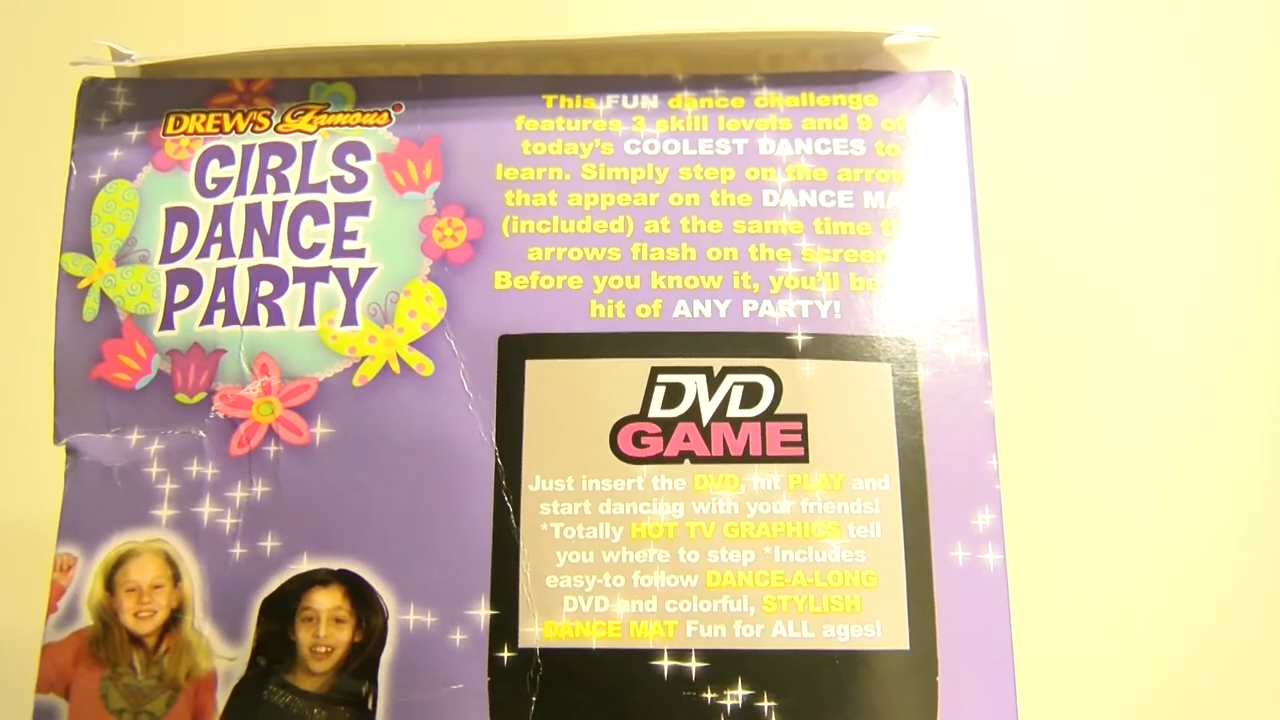 DREW'S Famous
GIRLS
DANCE
PARTY
This FUN dance challenge
features 3 skill levels and 9 of
today's COOLEST DANCES to
learn. Simply step on the arrow
that appear on the DANCE
(included) at the same time
arrows flash on the screen
Before you know it, you'll be
hit of ANY PARTY!
DVD
GAME
Just insert the DVD, hit PLAY and
start dancing with your friends!
*Totally HOT TV GRAPHICS tell
you where to step *Includes
easy-to follow DANCE-A-LONG
DVD and colorful, STYLISH
DANCE MAT Fun for ALL ages!